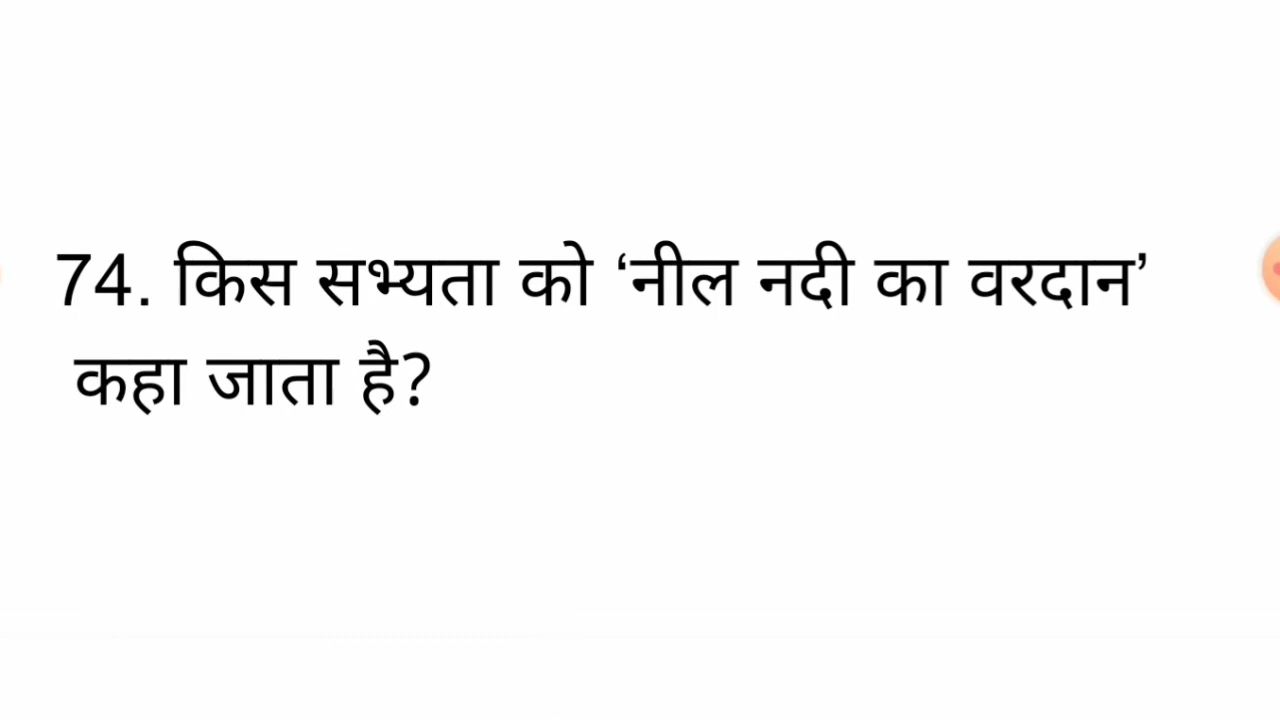 74. किस सभ्यता को ‘नील नदी का वरदान’
कहा जाता है?